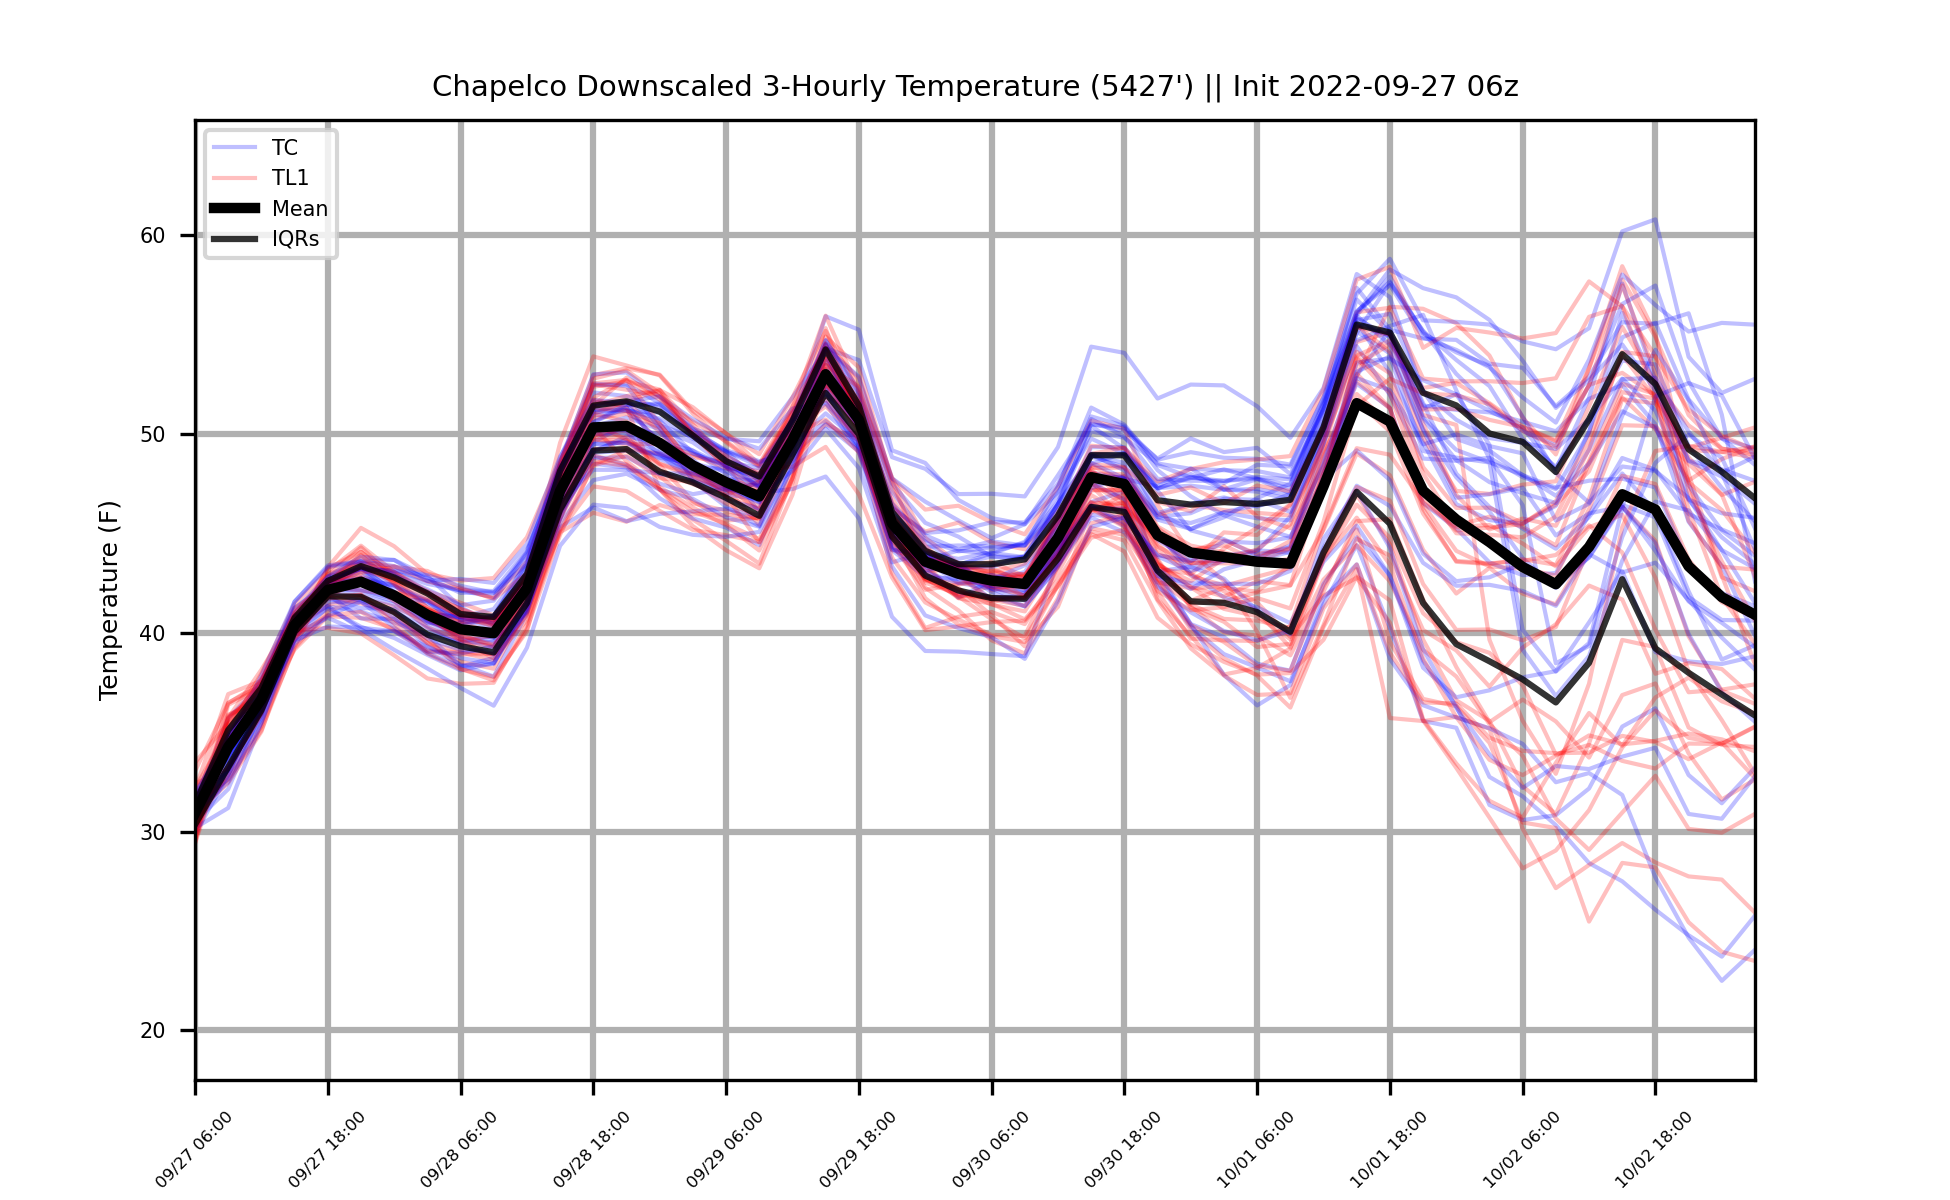 Chapelco Downscaled 3-Hourly Temperature (5427') || Init 2022-09-27 06z
TC
TL1
Mean
IQRs
Temperature (F)
60
50
40
30
20
09/27 06:00
09/27 18:00
09/28 06:00
09/28 18:00
09/29 06:00
09/29 18:00
09/30 06:00
09/30 18:00
10/01 06:00
10/01 18:00
10/02 06:00
10/02 18:00